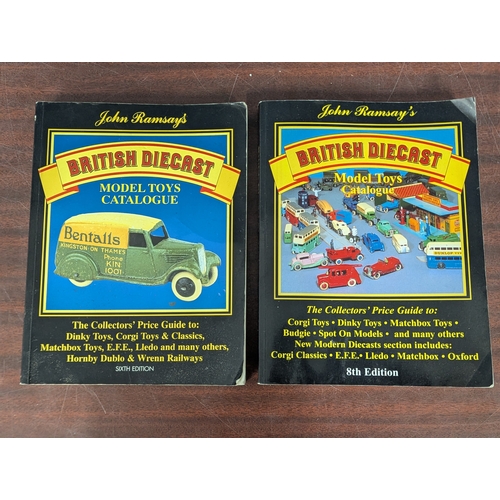 John Ramsay's
BRITISH DIECAST
MODEL TOYS
CATALOGUE
Bentalls
KINGSTON-ON THAMES
Phone
KIN
1001
The Collectors' Price Guide to:
Dinky Toys, Corgi Toys & Classics,
Matchbox Toys, E.F.E., Lledo and many others,
Hornby Dublo & Wrenn Railways
SIXTH EDITION
John Ramsay's
BRITISH DIECAST
Model Toys
Catalogue
The Collectors' Price Guide to:
Corgi Toys • Dinky Toys • Matchbox Toys •
Budgie • Spot On Models • and many others
New Modern Diecasts section includes:
Corgi Classics • E.F.E. • Lledo • Matchbox • Oxford
8th Edition